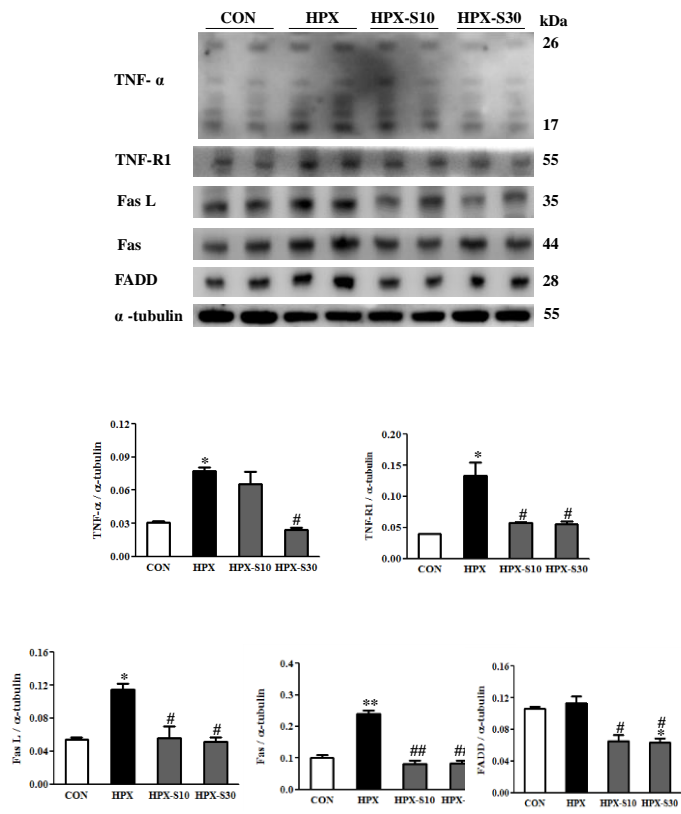 CON HPX HPX-S10 HPX-S30 kDa
TNF- α 26
17
TNF-R1 55
Fas L 35
Fas 44
FADD 28
α -tubulin 55
TNF-α / α-tubulin
0.12
0.09
0.06
0.03
0.00
*
#
CON HPX HPX-S10 HPX-S30
TNF-R1 / α-tubulin
0.20
0.15
0.10
0.05
0.00
*
# #
CON HPX HPX-S10 HPX-S30
Fas L / α-tubulin
0.16
0.12
0.08
0.04
0.00
*
# #
CON HPX HPX-S10 HPX-S30
Fas / α-tubulin
0.4
0.3
0.2
0.1
0.0
**
## ##
CON HPX HPX-S10 HPX-
FADD / α-tubulin
0.16
0.12
0.08
0.04
0.00
# #
*
CON HPX HPX-S10 HPX-S30